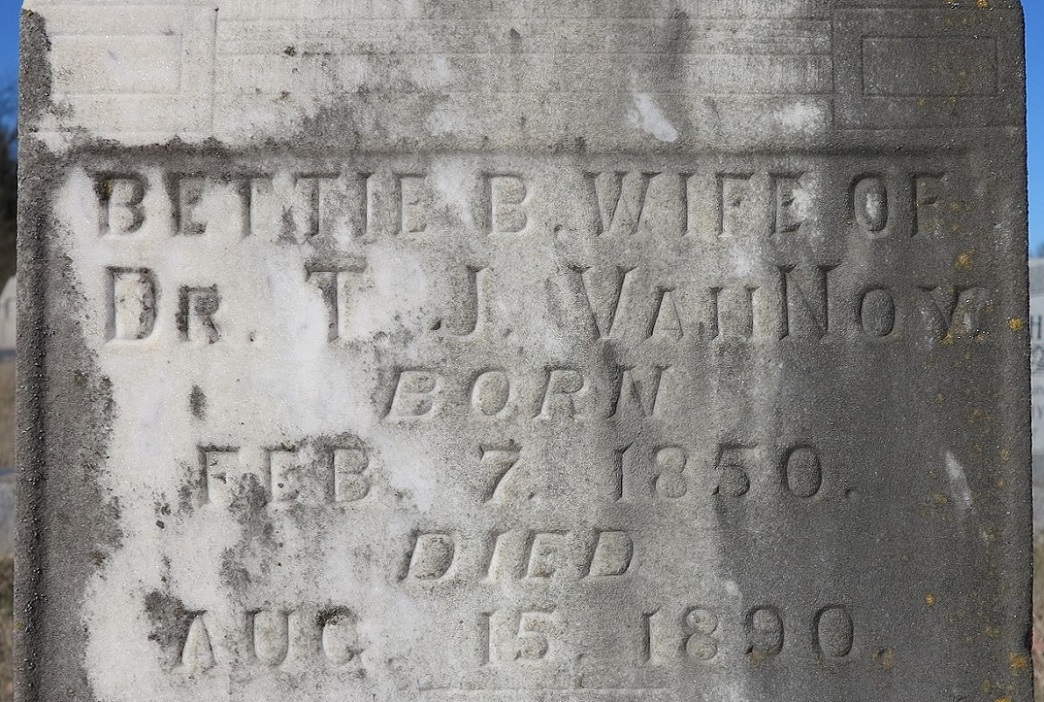 BETTIE B. WIFE OF
DR. T. J. VANNOY
BORN
FEB. 7. 1850.
DIED
AUG. 15. 1890.